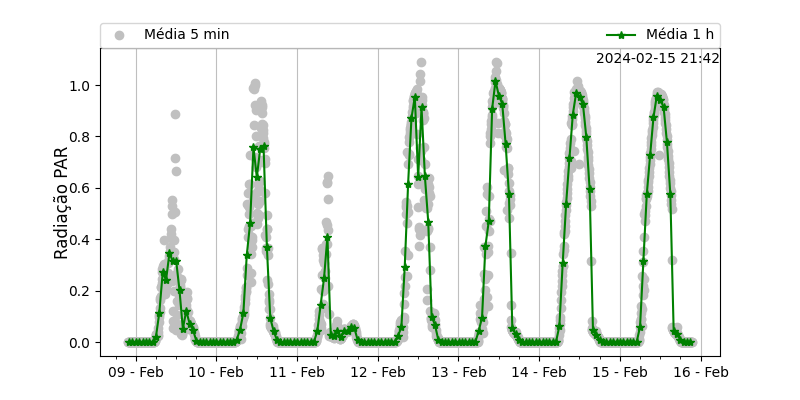 Média 5 min Média 1 h
2024-02-15 21:42
Radiação PAR
1.0
0.8
0.6
0.4
0.2
0.0
09 - Feb 10 - Feb 11 - Feb 12 - Feb 13 - Feb 14 - Feb 15 - Feb 16 - Feb